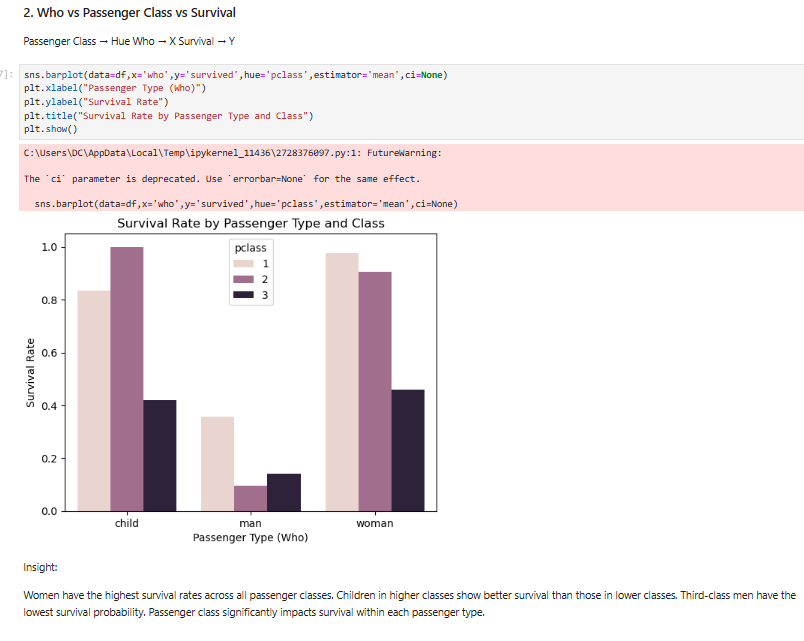 2. Who vs Passenger Class vs Survival
Passenger Class → Hue Who → X Survival → Y
7]:
sns.barplot(data=df,x='who',y='survived',hue='pclass',estimator='mean',ci=None)
plt.xlabel("Passenger Type (Who)")
plt.ylabel("Survival Rate")
plt.title("Survival Rate by Passenger Type and Class")
plt.show()
C:\Users\DC\AppData\Local\Temp\ipykernel_11436\2728376097.py:1: FutureWarning:
The `ci` parameter is deprecated. Use `errorbar=None` for the same effect.
sns.barplot(data=df,x='who',y='survived',hue='pclass',estimator='mean',ci=None)
Survival Rate by Passenger Type and Class
pclass
1
2
3
1.0
0.8
0.6
0.4
0.2
0.0
Survival Rate
child man woman
Passenger Type (Who)
Insight:
Women have the highest survival rates across all passenger classes. Children in higher classes show better survival than those in lower classes. Third-class men have the
lowest survival probability. Passenger class significantly impacts survival within each passenger type.